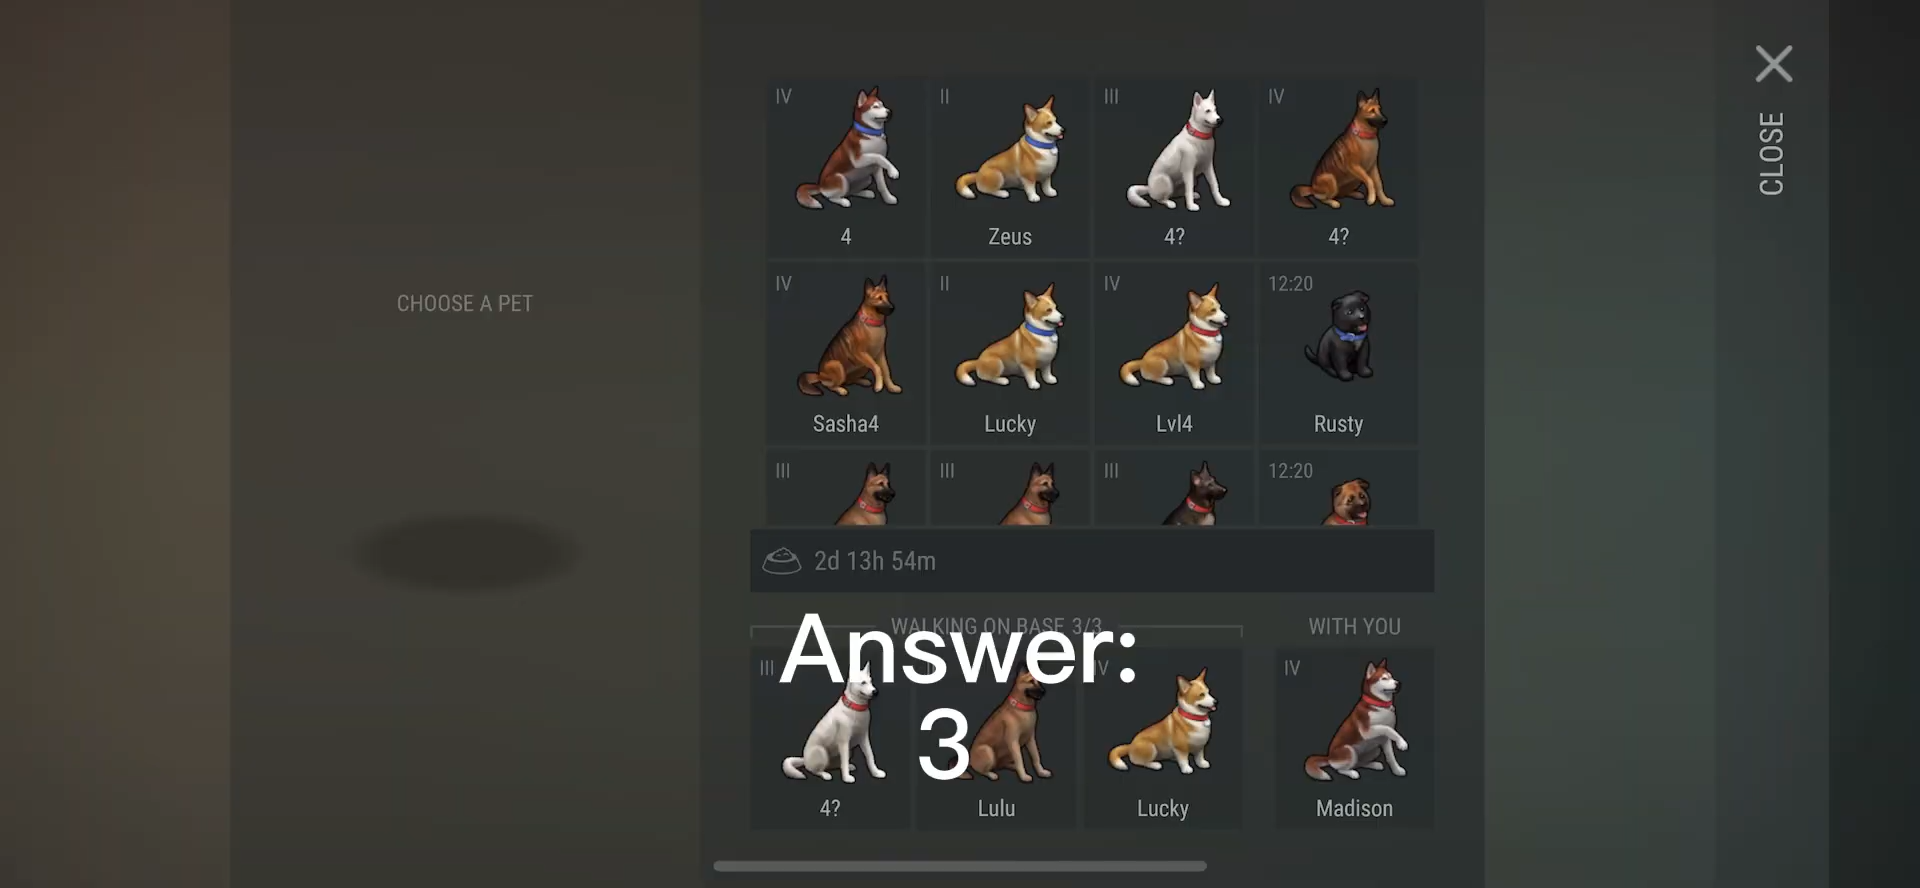 CLOSE
IV
II
III
IV
4
Zeus
4?
4?
CHOOSE A PET
IV
II
IV
12:20
Sasha4
Lucky
Lvl4
Rusty
III
III
III
12:20
2d 13h 54m
WALKING ON BASE 3/3
WITH YOU
Answer:
3
III
IV
IV
4?
Lulu
Lucky
Madison